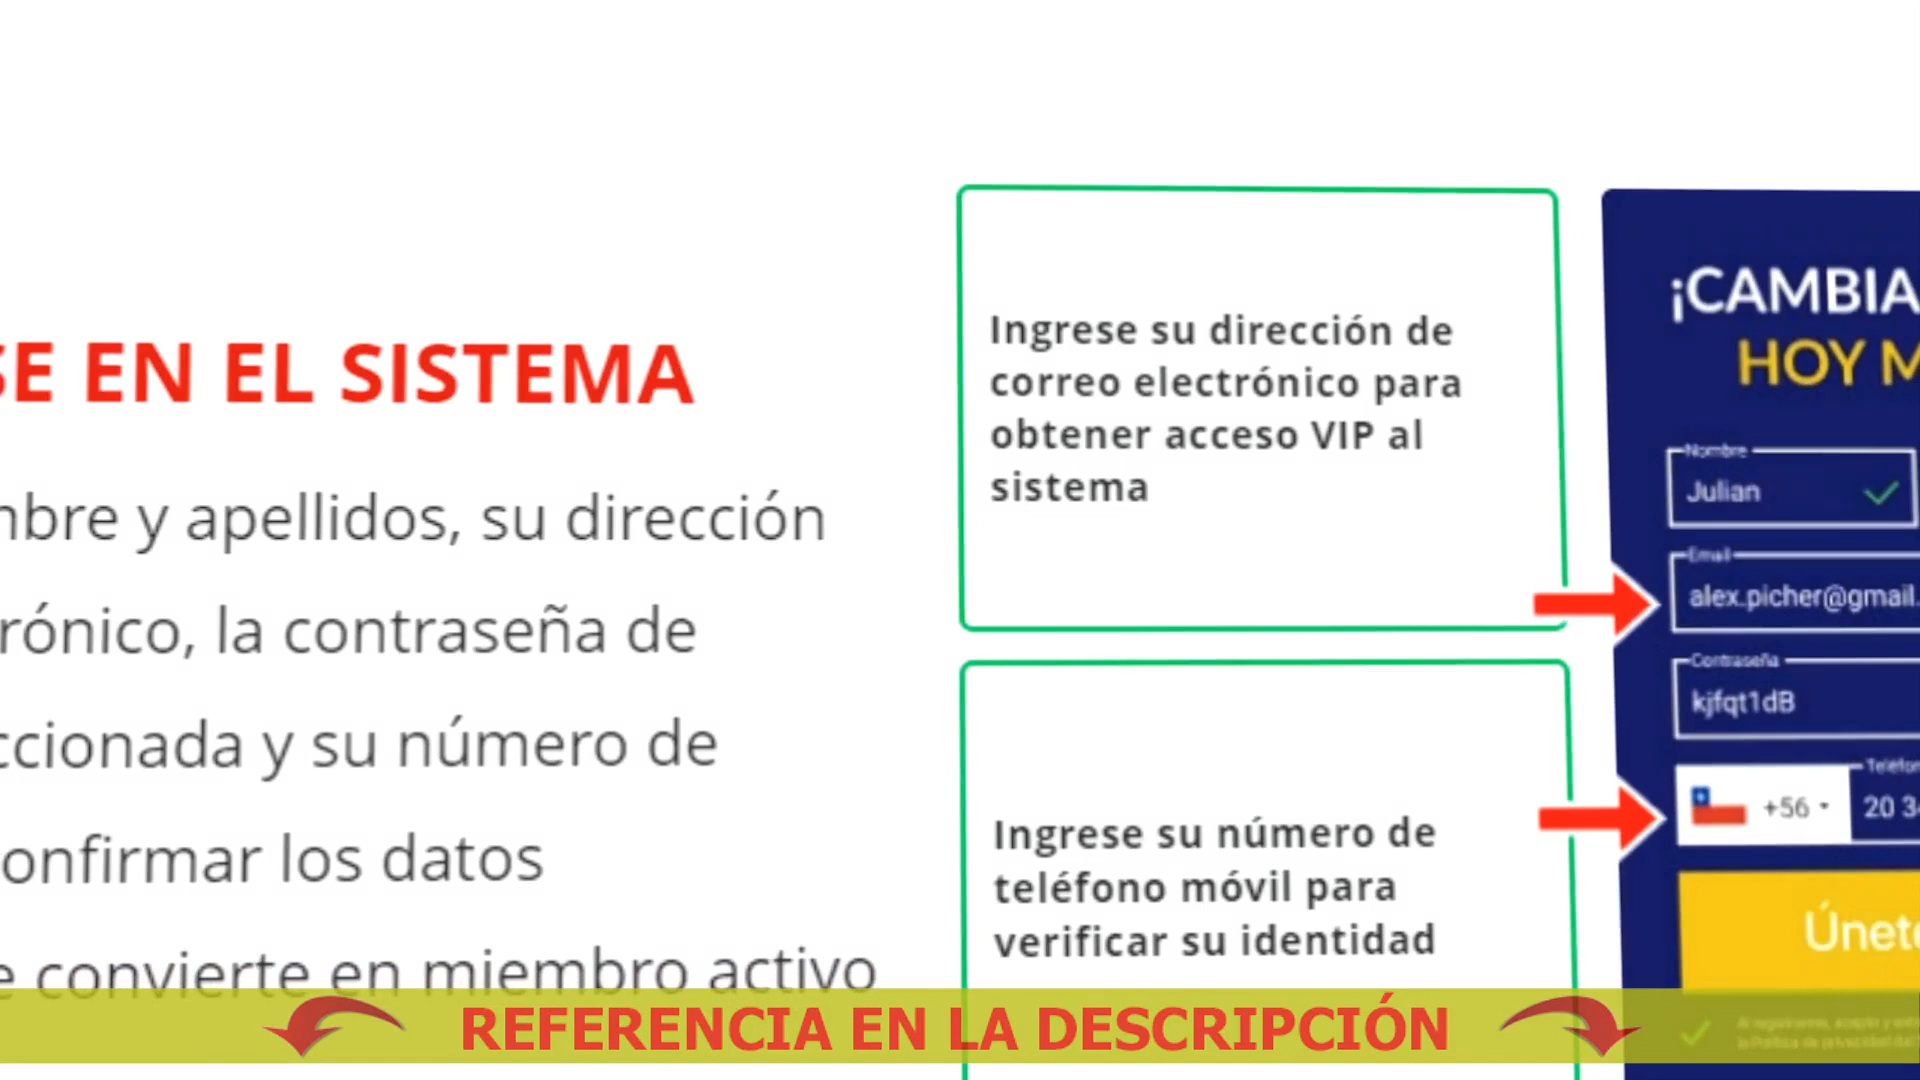 SE EN EL SISTEMA
mbre y apellidos, su dirección
rónico, la contraseña de
ccionada y su número de
onfirmar los datos
e convierte en miembro activo
Ingrese su dirección de
correo electrónico para
obtener acceso VIP al
sistema
Ingrese su número de
teléfono móvil para
verificar su identidad
¡CAMBIA
HOY M
Nombre
Julian
Email
alex.picher@gmail.
Contraseña
kjfqt1dB
Teléfon
+56
20 34
Únete
REFERENCIA EN LA DESCRIPCIÓN